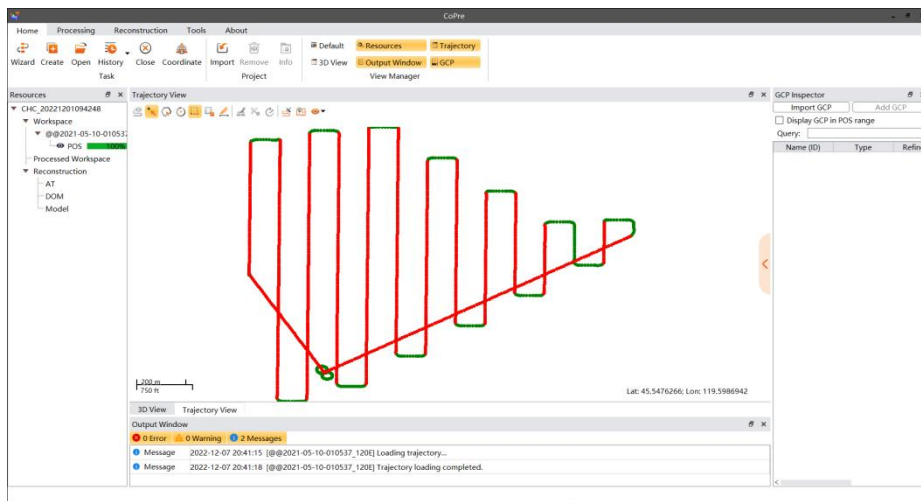 CoPre
Home Processing Reconstruction Tools About
Wizard Create Open History Close Coordinate Import Remove Info
Default Resources Trajectory
3D View Output Window GCP
Task Project View Manager
Resources
CHC_20221201094248
Workspace
@@2021-05-10-010537
POS 100%
Processed Workspace
Reconstruction
AT
DOM
Model
Trajectory View
200 m
750 ft
Lat: 45.5476266; Lon: 119.5986942
3D View Trajectory View
Output Window
0 Error 0 Warning 2 Messages
Message 2022-12-07 20:41:15 [@@2021-05-10-010537_120E] Loading trajectory...
Message 2022-12-07 20:41:18 [@@2021-05-10-010537_120E] Trajectory loading completed.
GCP Inspector
Import GCP Add GCP
Display GCP in POS range
Query:
Name (ID) Type Refin